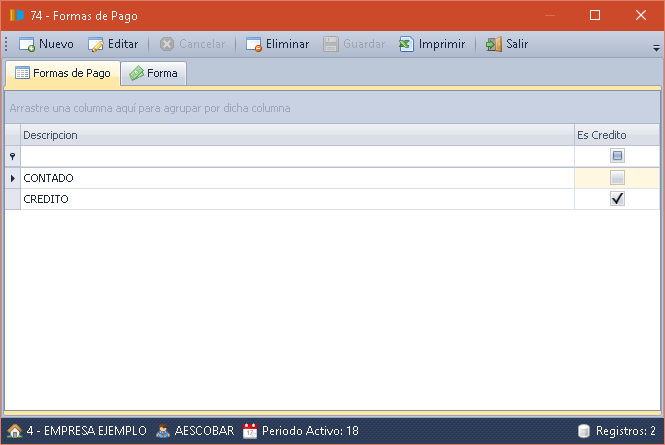 74 - Formas de Pago
Nuevo Editar Cancelar Eliminar Guardar Imprimir Salir
Formas de Pago Forma
Arrastre una columna aquí para agrupar por dicha columna
Descripcion Es Credito
CONTADO
CREDITO
4 - EMPRESA EJEMPLO AESCOBAR 12 Periodo Activo: 18 Registros: 2